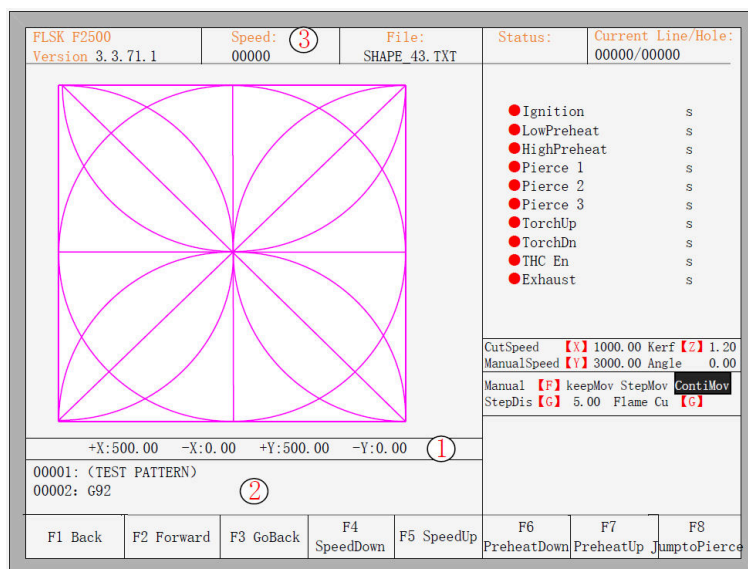 FLSK F2500 Speed: ③ File: Status: Current Line/Hole:
Version 3.3.71.1 00000 SHAPE_43.TXT 00000/00000
Ignition s
LowPreheat s
HighPreheat s
Pierce 1 s
Pierce 2 s
Pierce 3 s
TorchUp s
TorchDn s
THC En s
Exhaust s
CutSpeed 【X】 1000.00 Kerf【Z】 1.20
ManualSpeed【Y】 3000.00 Angle 0.00
Manual 【F】 keepMov StepMov ContiMov
StepDis【G】 5.00 Flame Cu 【G】
+X:500.00 -X:0.00 +Y:500.00 -Y:0.00 ①
00001: (TEST PATTERN)
00002: G92 ②
F1 Back F2 Forward F3 GoBack F4 SpeedDown F5 SpeedUp F6 PreheatDown F7 PreheatUp F8 JumptoPierce